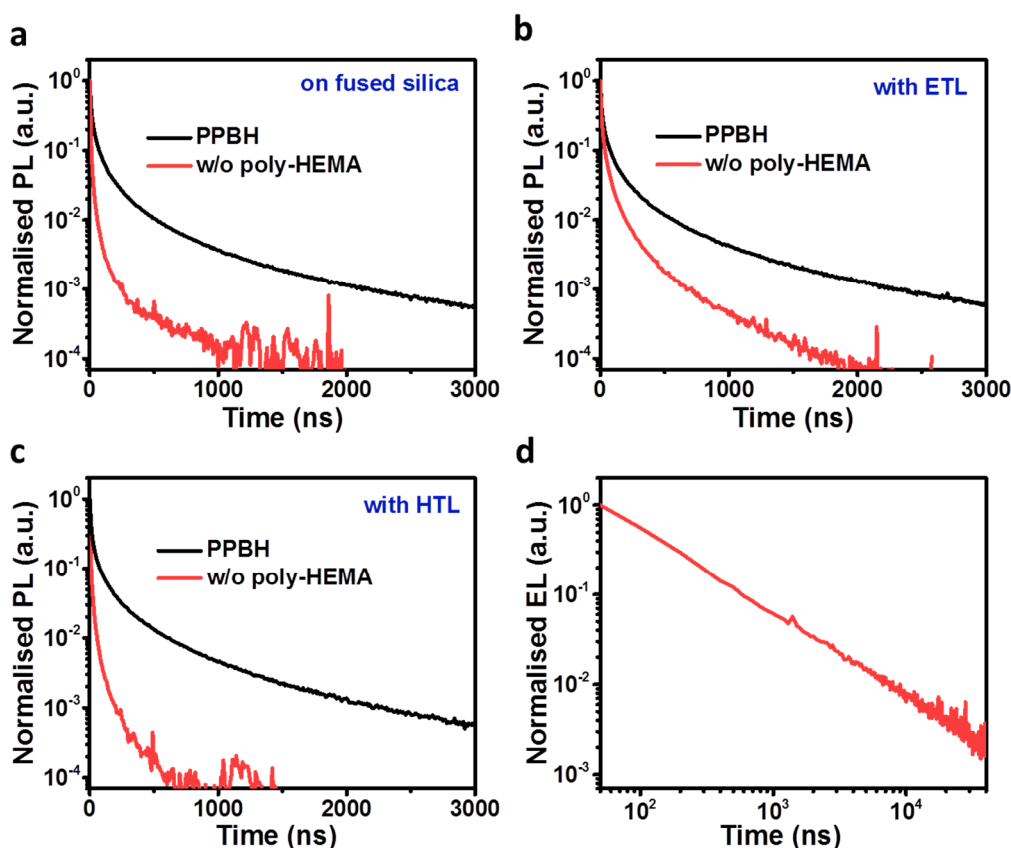 a
on fused silica
PPBH
w/o poly-HEMA
Normalised PL (a.u.)
10^0
10^-1
10^-2
10^-3
10^-4
0 1000 2000 3000
Time (ns)
b
with ETL
PPBH
w/o poly-HEMA
Normalised PL (a.u.)
10^0
10^-1
10^-2
10^-3
10^-4
0 1000 2000 3000
Time (ns)
c
with HTL
PPBH
w/o poly-HEMA
Normalised PL (a.u.)
10^0
10^-1
10^-2
10^-3
10^-4
0 1000 2000 3000
Time (ns)
d
Normalised EL (a.u.)
10^0
10^-1
10^-2
10^-3
10^2 10^3 10^4
Time (ns)